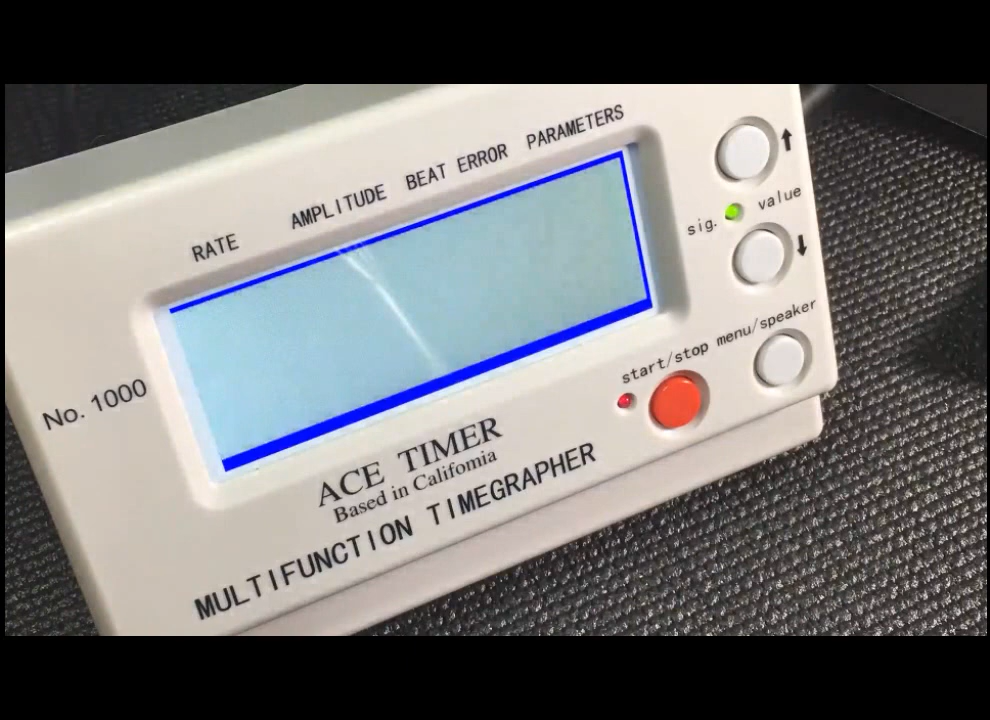 RATE AMPLITUDE BEAT ERROR PARAMETERS
↑
sig. value
↓
start/stop menu/speaker
No. 1000
ACE TIMER
Based in Califomia
MULTIFUNCTION TIMEGRAPHER